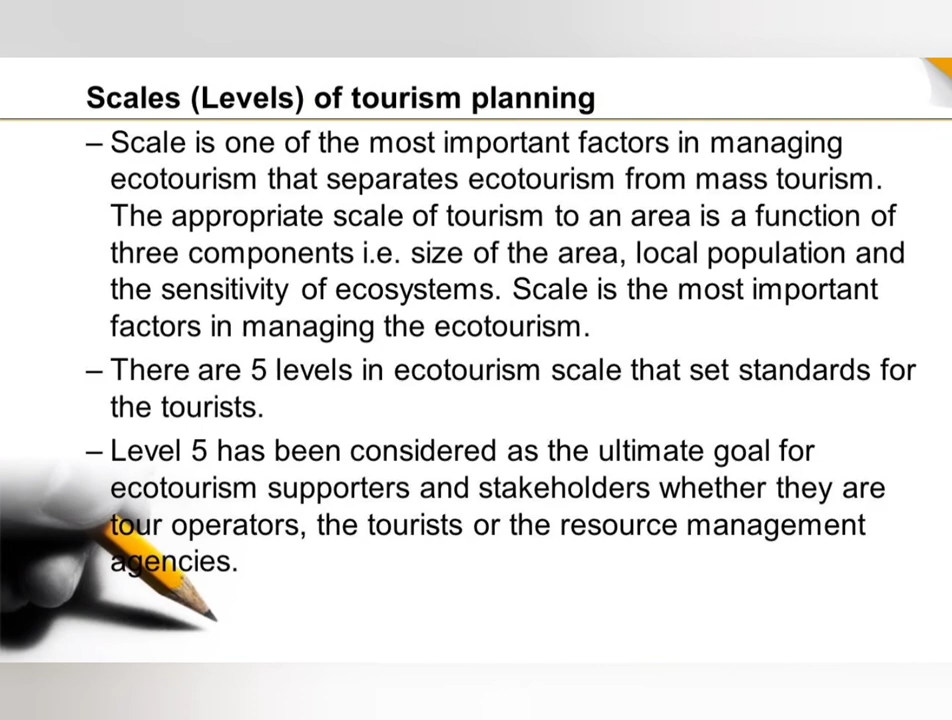 Scales (Levels) of tourism planning
– Scale is one of the most important factors in managing
ecotourism that separates ecotourism from mass tourism.
The appropriate scale of tourism to an area is a function of
three components i.e. size of the area, local population and
the sensitivity of ecosystems. Scale is the most important
factors in managing the ecotourism.
– There are 5 levels in ecotourism scale that set standards for
the tourists.
– Level 5 has been considered as the ultimate goal for
ecotourism supporters and stakeholders whether they are
tour operators, the tourists or the resource management
agencies.